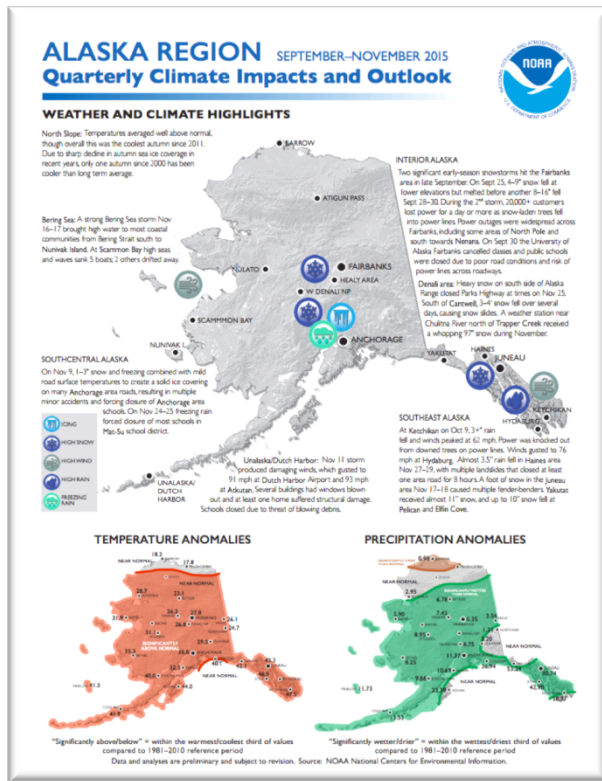 ALASKA REGION SEPTEMBER–NOVEMBER 2015
Quarterly Climate Impacts and Outlook
NOAA
WEATHER AND CLIMATE HIGHLIGHTS
North Slope: Temperatures averaged well above normal,
though overall this was the coolest autumn since 2011.
Due to sharp decline in autumn sea ice coverage in
recent years, only one autumn since 2000 has been
cooler than long term average.
Bering Sea: A strong Bering Sea storm Nov
16–17 brought high water to most coastal
communities from Bering Strait south to
Nunivak Island. At Scammon Bay high seas
and waves sank 5 boats; 2 others drifted away.
BARROW
ATIGUN PASS
NULATO
FAIRBANKS
HEALY AREA
W DENALI NP
SCAMMMON BAY
NUNIVAK
ANCHORAGE
YAKUTAT
HAINES
JUNEAU
KETCHIKAN
HYDABURG
UNALASKA/
DUTCH
HARBOR
INTERIOR ALASKA
Two significant early-season snowstorms hit the Fairbanks
area in late September. On Sept 25, 4–9" snow fell at
lower elevations but melted before another 8–16" fell
Sept 28–30. During the 2nd storm, 20,000+ customers
lost power for a day or more as snow-laden trees fell
into power lines. Power outages were widespread across
Fairbanks, including some areas of North Pole and
south towards Nenana. On Sept 30 the University of
Alaska Fairbanks cancelled classes and public schools
were closed due to poor road conditions and risk of
power lines across roadways.
Denali area: Heavy snow on south side of Alaska
Range closed Parks Highway at times on Nov 25.
South of Cantwell, 3–4' snow fell over several
days, causing snow slides. A weather station near
Chulitna River north of Trapper Creek received
a whopping 97" snow during November.
SOUTHCENTRAL ALASKA
On Nov 9, 1–3" snow and freezing combined with mild
road surface temperatures to create a solid ice covering
on many Anchorage area roads, resulting in multiple
minor accidents and forcing closure of Anchorage area
schools. On Nov 24–25 freezing rain
forced closure of most schools in
Mat-Su school district.
ICING
HIGH SNOW
HIGH WIND
HIGH RAIN
FREEZING
RAIN
Unalaska/Dutch Harbor: Nov 11 storm
produced damaging winds, which gusted to
91 mph at Dutch Harbor Airport and 93 mph
at Akutan. Several buildings had windows blown
out and at least one home suffered structural damage.
Schools closed due to threat of blowing debris.
SOUTHEAST ALASKA
At Ketchikan on Oct 9, 3+" rain
fell and winds peaked at 62 mph. Power was knocked out
from downed trees on power lines. Winds gusted to 76
mph at Hydaburg. Almost 3.5" rain fell in Haines area
Nov 27–29, with multiple landslides that closed at least
one area road for 8 hours. A foot of snow in the Juneau
area Nov 17–18 caused multiple fender-benders. Yakutat
received almost 11" snow, and up to 10" snow fell at
Pelican and Elfin Cove.
TEMPERATURE ANOMALIES
NEAR NORMAL
NEAR NORMAL
SIGNIFICANTLY
ABOVE NORMAL
NEAR NORMAL
PRECIPITATION ANOMALIES
NEAR NORMAL
NEAR NORMAL
NEAR NORMAL
"Significantly above/below" = within the warmest/coolest third of values
compared to 1981–2010 reference period
"Significantly wetter/drier" = within the wettest/driest third of values
compared to 1981–2010 reference period
Data and analyses are preliminary and subject to revision. Source: NOAA National Centers for Environmental Information.